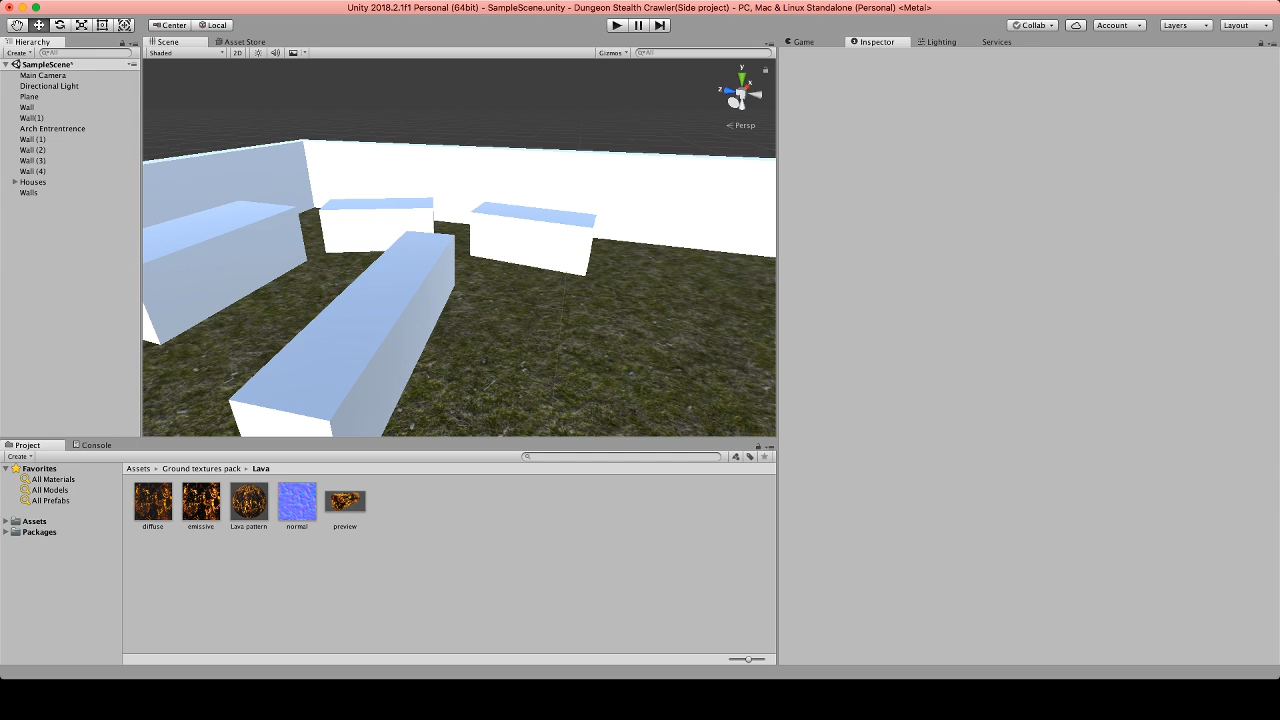 Unity 2018.2.1f1 Personal (64bit) - SampleScene.unity - Dungeon Stealth Crawler(Side project) - PC, Mac & Linux Standalone (Personal) <Metal>
Center Local Collab Account Layers Layout
Hierarchy Scene Asset Store Game Inspector Lighting Services
Create All Shaded 2D Gizmos All
SampleScene*
Main Camera
Directional Light
Plane
Wall
Wall(1)
Arch Entrentrence
Wall (1)
Wall (2)
Wall (3)
Wall (4)
Houses
Walls
y
x
z
Persp
Project Console
Create
Favorites
All Materials
All Models
All Prefabs
Assets
Packages
Assets Ground textures pack Lava
diffuse emissive Lava pattern normal preview